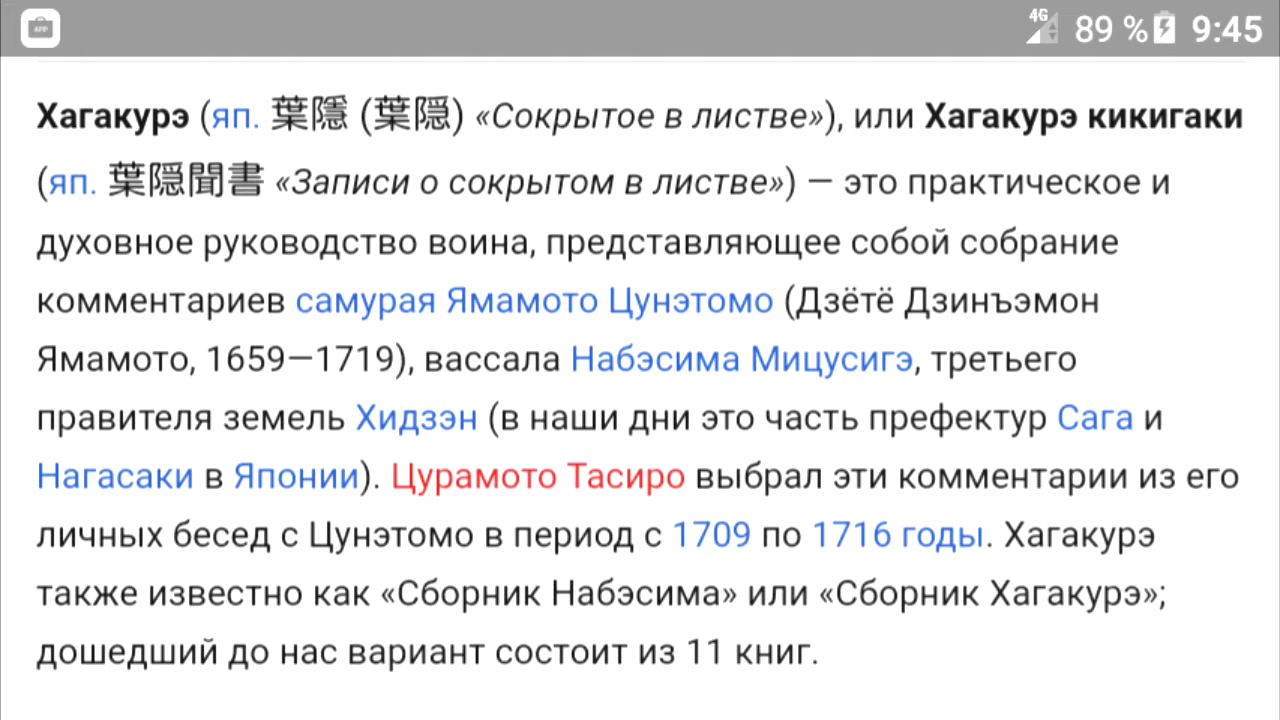 APP
4G 89 % 9:45
Хагакурэ (яп. 葉隱 (葉隠) «Сокрытое в листве»), или Хагакурэ кикигаки
(яп. 葉隠聞書 «Записи о сокрытом в листве») — это практическое и
духовное руководство воина, представляющее собой собрание
комментариев самурая Ямамото Цунэтомо (Дзётё Дзинъэмон
Ямамото, 1659—1719), вассала Набэсима Мицусигэ, третьего
правителя земель Хидзэн (в наши дни это часть префектур Сага и
Нагасаки в Японии). Цурамото Тасиро выбрал эти комментарии из его
личных бесед с Цунэтомо в период с 1709 по 1716 годы. Хагакурэ
также известно как «Сборник Набэсима» или «Сборник Хагакурэ»;
дошедший до нас вариант состоит из 11 книг.